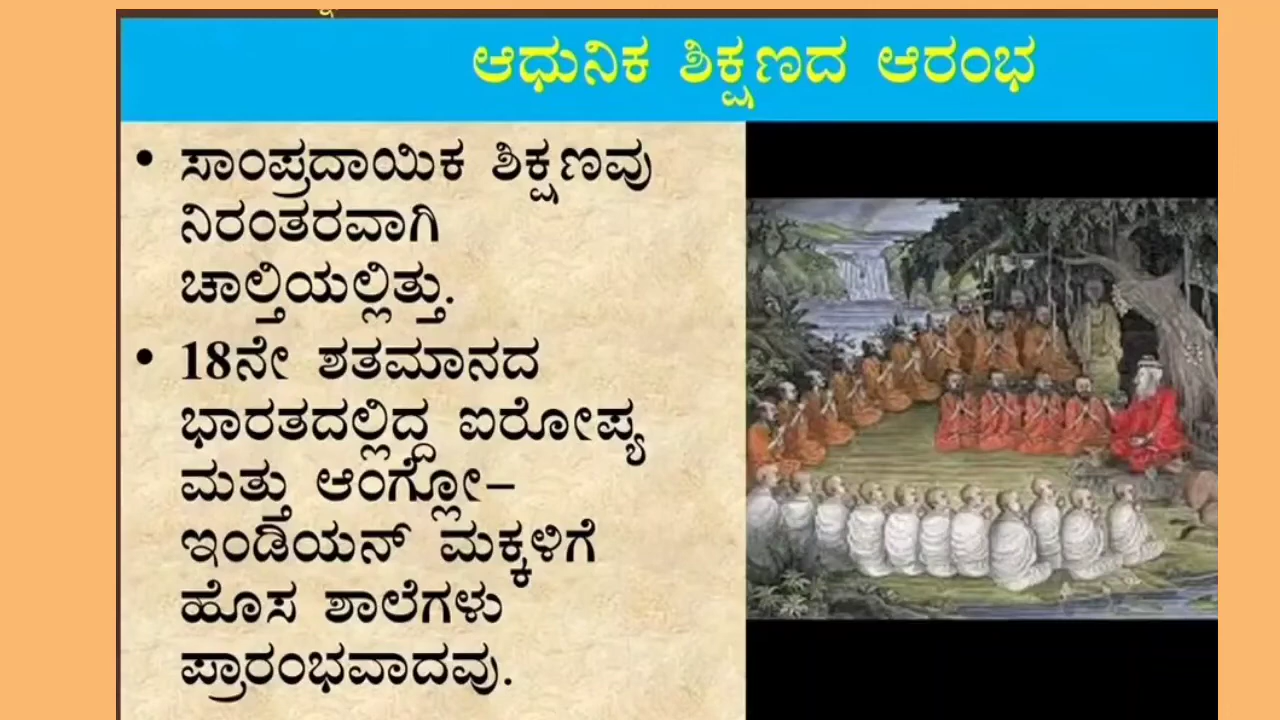 ಆಧುನಿಕ ಶಿಕ್ಷಣದ ಆರಂಭ
• ಸಾಂಪ್ರದಾಯಿಕ ಶಿಕ್ಷಣವು
ನಿರಂತರವಾಗಿ
ಚಾಲ್ತಿಯಲ್ಲಿತ್ತು.
• 18ನೇ ಶತಮಾನದ
ಭಾರತದಲ್ಲಿದ್ದ ಐರೋಪ್ಯ
ಮತ್ತು ಆಂಗ್ಲೋ-
ಇಂಡಿಯನ್ ಮಕ್ಕಳಿಗೆ
ಹೊಸ ಶಾಲೆಗಳು
ಪ್ರಾರಂಭವಾದವು.